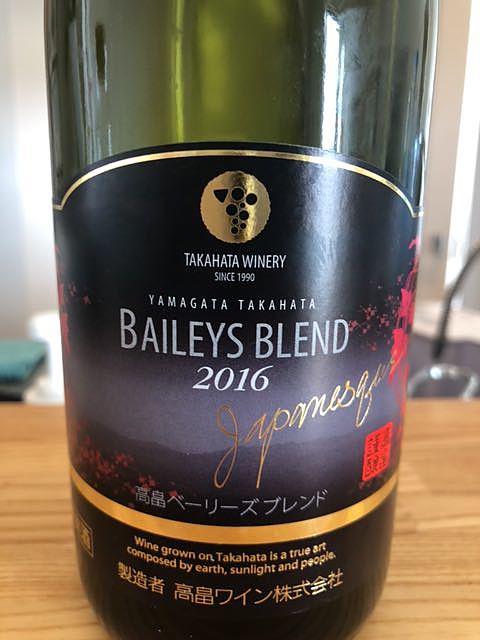 TAKAHATA WINERY
SINCE 1990
YAMAGATA TAKAHATA
BAILEYS BLEND
2016
Japanesque
高畠ベーリーズブレンド
Wine grown on Takahata is a true art
composed by earth, sunlight and people.
製造者 高畠ワイン株式会社